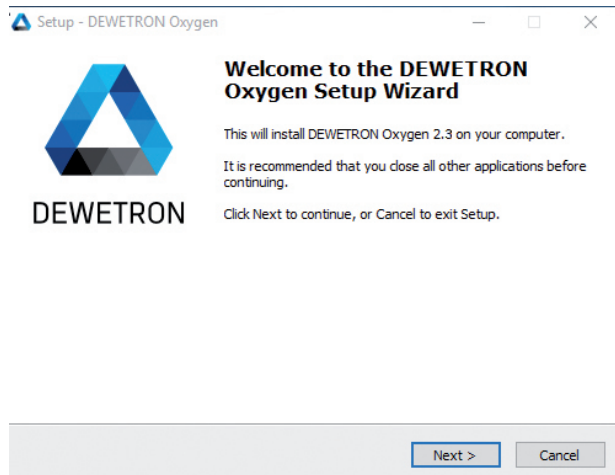 Setup - DEWETRON Oxygen
Welcome to the DEWETRON
Oxygen Setup Wizard
This will install DEWETRON Oxygen 2.3 on your computer.
It is recommended that you close all other applications before
continuing.
Click Next to continue, or Cancel to exit Setup.
DEWETRON
Next >
Cancel